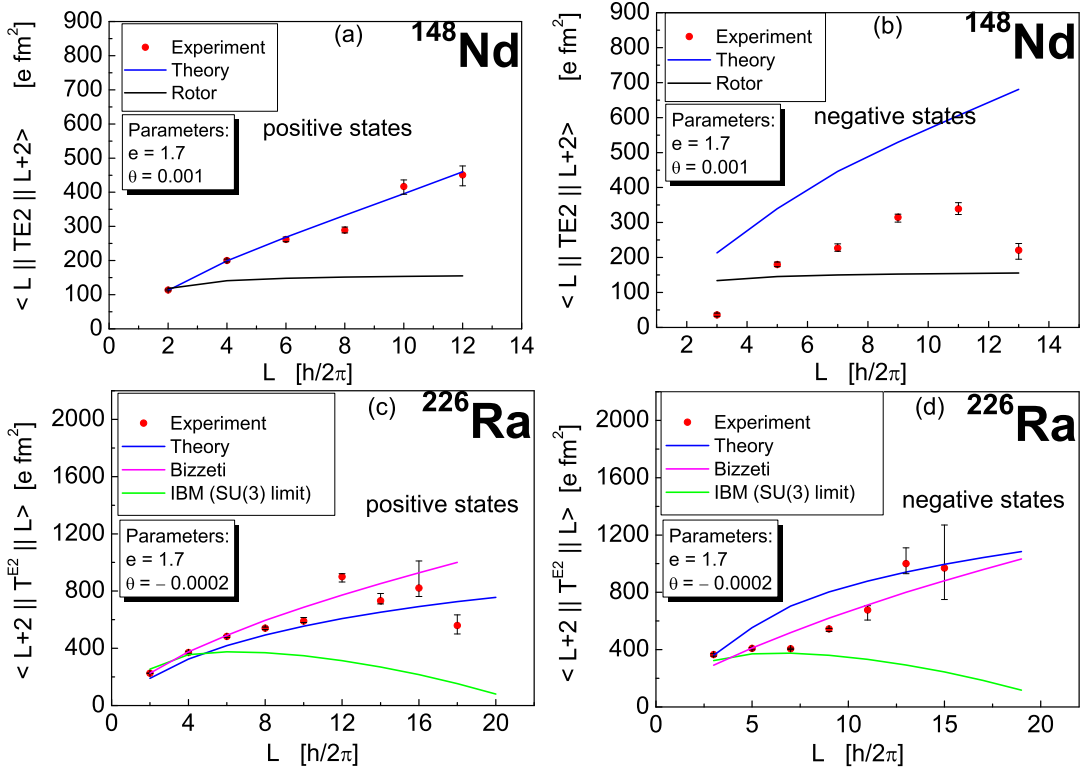 (a)
148Nd
Experiment
Theory
Rotor
Parameters:
e = 1.7
θ = 0.001
positive states
< L || TE2 || L+2> [e fm2]
0 100 200 300 400 500 600 700 800 900
0 2 4 6 8 10 12 14
L [h/2π]
(b)
148Nd
Experiment
Theory
Rotor
Parameters:
e = 1.7
θ = 0.001
negative states
< L || TE2 || L+2> [e fm2]
0 100 200 300 400 500 600 700 800 900
2 4 6 8 10 12 14
L [h/2π]
(c)
226Ra
Experiment
Theory
Bizzeti
IBM (SU(3) limit)
Parameters:
e = 1.7
θ = − 0.0002
positive states
< L+2 || TE2 || L> [e fm2]
0 400 800 1200 1600 2000
0 4 8 12 16 20
L [h/2π]
(d)
226Ra
Experiment
Theory
Bizzeti
IBM (SU(3) limit)
Parameters:
e = 1.7
θ = − 0.0002
negative states
< L+2 || TE2 || L> [e fm2]
0 400 800 1200 1600 2000
0 5 10 15 20
L [h/2π]